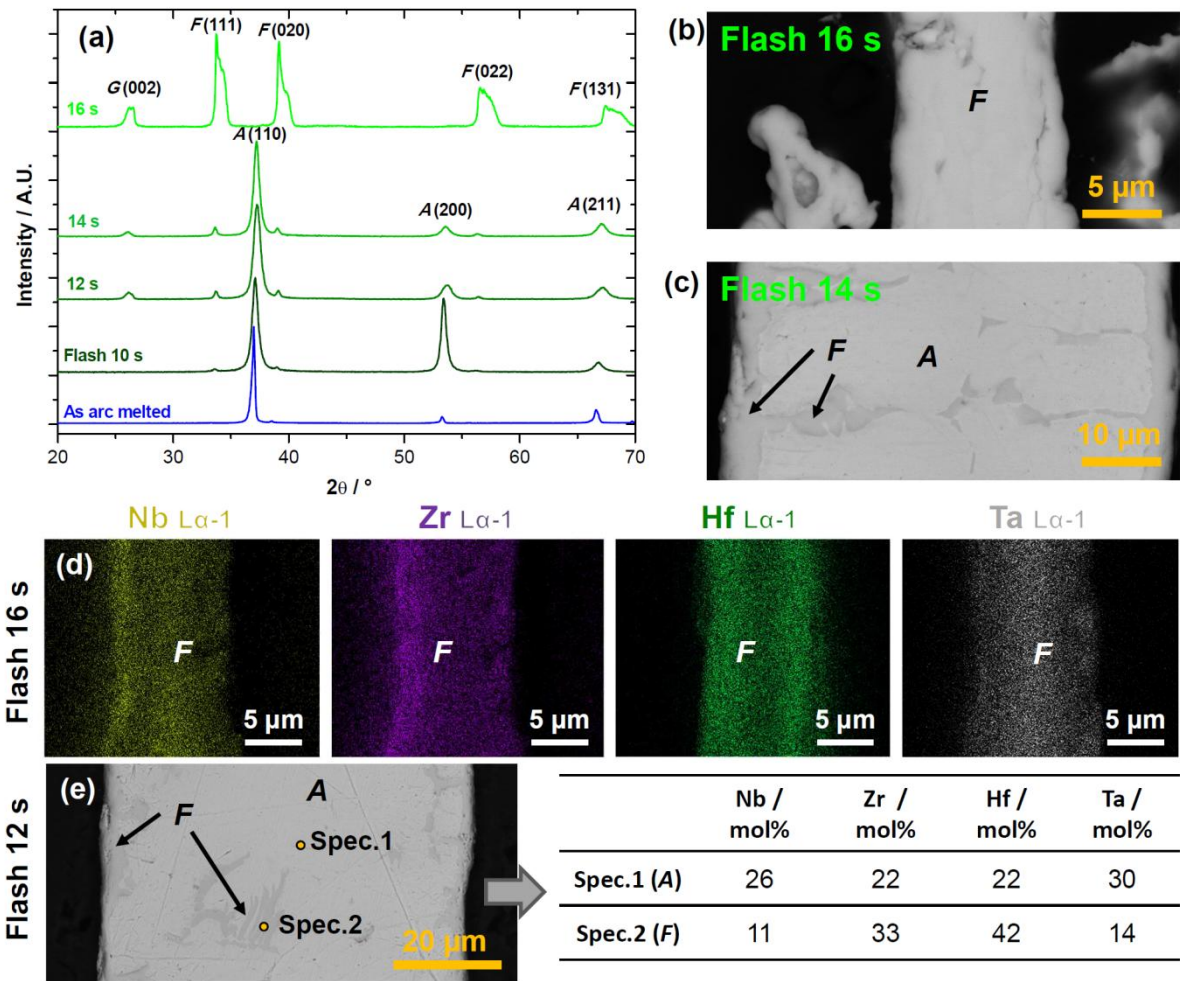 (a)
F(111)
F(020)
G(002)
F(022)
F(131)
16 s
A(110)
14 s
A(200)
A(211)
12 s
Flash 10 s
As arc melted
20 30 40 50 60 70
2θ / °
Intensity / A.U.
(b)
Flash 16 s
F
5 µm
(c)
Flash 14 s
F
A
10 µm
Nb Lα-1
Zr Lα-1
Hf Lα-1
Ta Lα-1
Flash 16 s
(d)
F
5 µm
F
5 µm
F
5 µm
F
5 µm
Flash 12 s
(e)
A
F
Spec.1
Spec.2
20 µm
Nb / mol% Zr / mol% Hf / mol% Ta / mol%
Spec.1 (A) 26 22 22 30
Spec.2 (F) 11 33 42 14